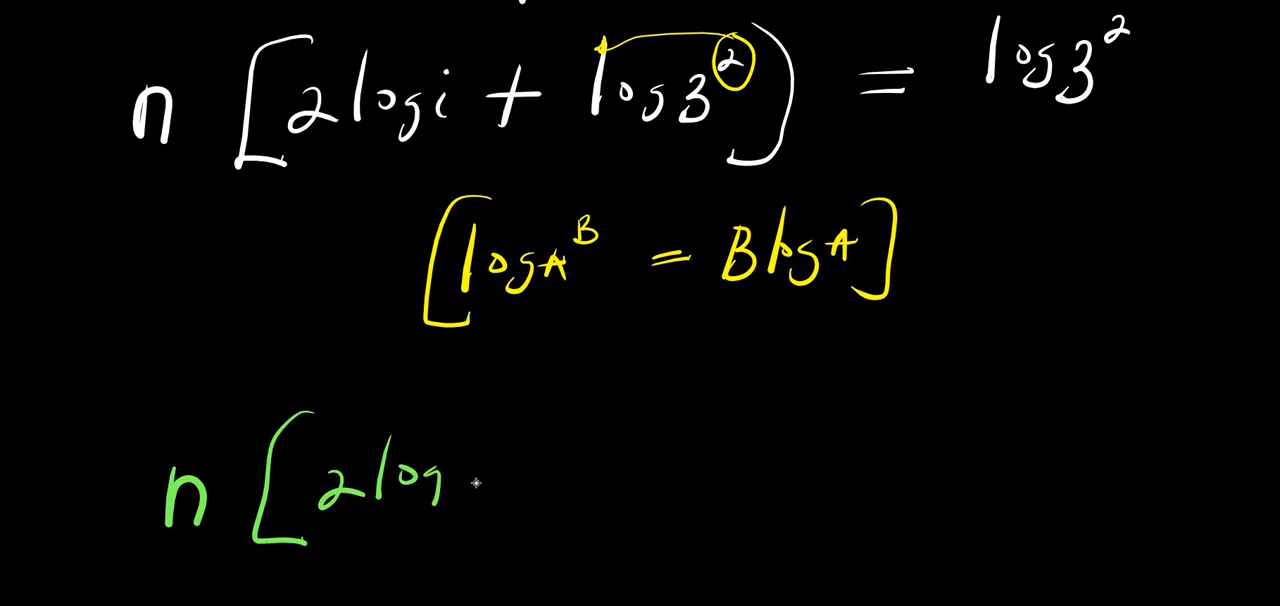 n [2logi + log3²] = log3²
[logA^B = BlogA]
n [2log